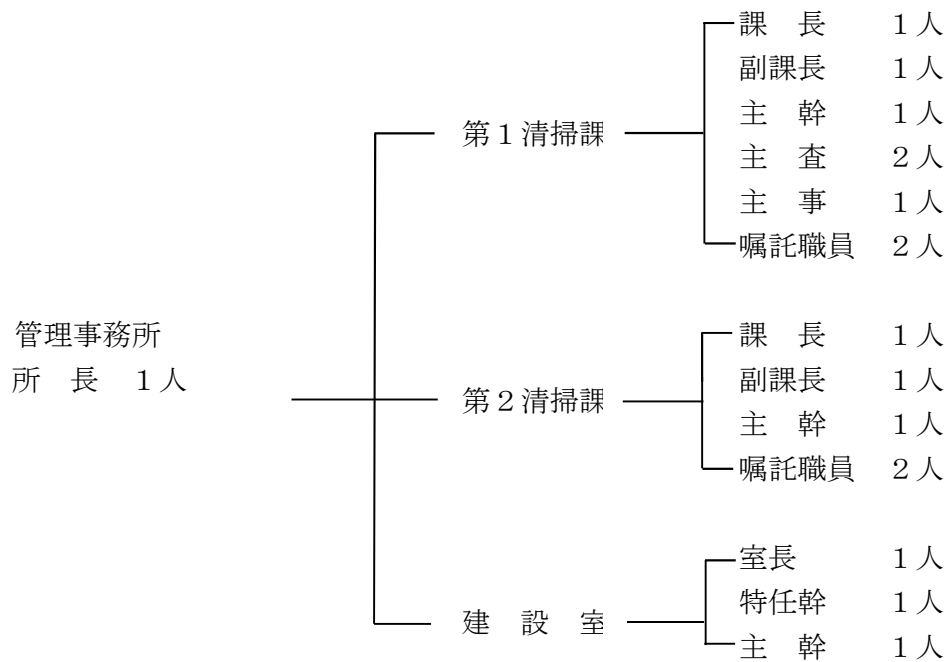 課　長　１人
副課長　１人
主　幹　１人
第１清掃課
主　査　２人
主　事　１人
嘱託職員　２人
管理事務所
所　長　１人
課　長　１人
副課長　１人
第２清掃課
主　幹　１人
嘱託職員　２人
室長　１人
特任幹　１人
建　設　室
主　幹　１人